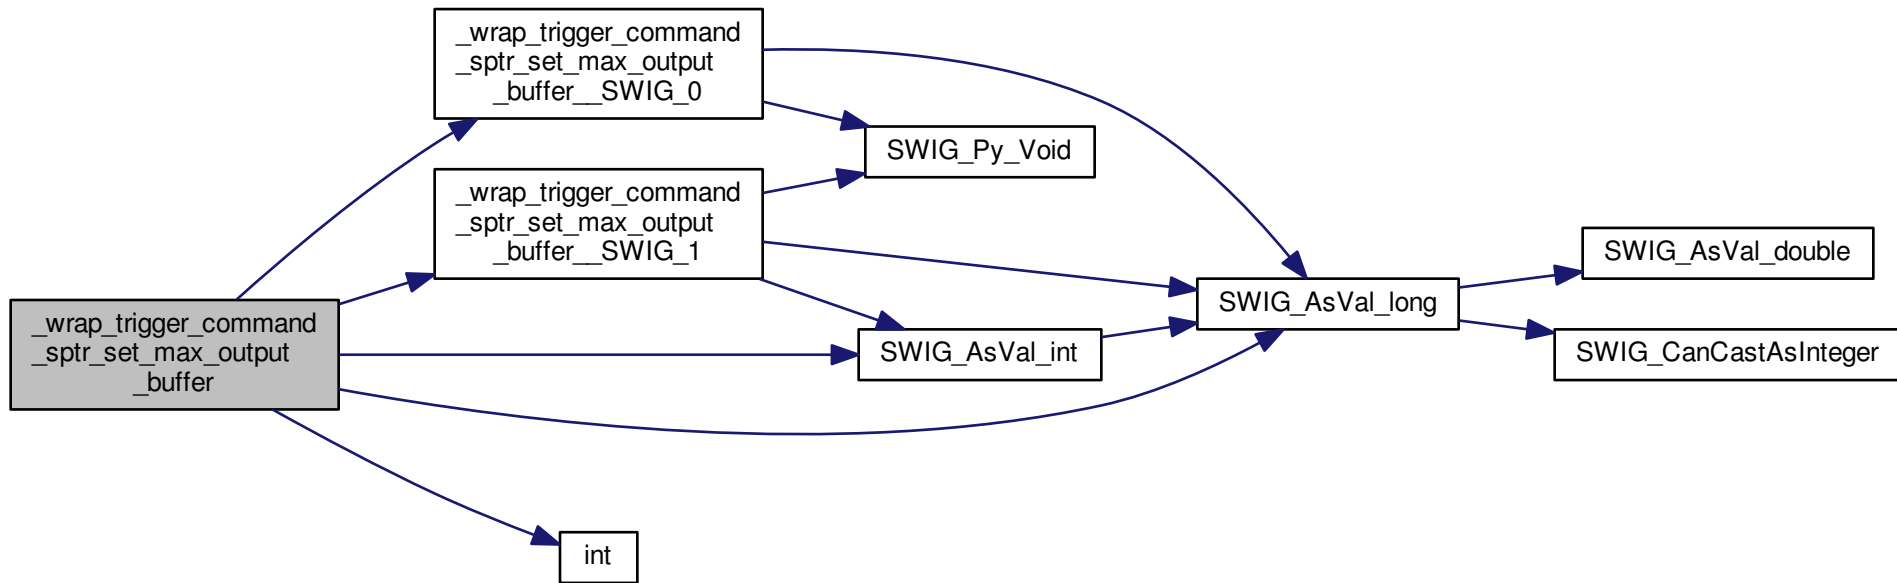 _wrap_trigger_command
_sptr_set_max_output
_buffer__SWIG_0
SWIG_Py_Void
_wrap_trigger_command
_sptr_set_max_output
_buffer__SWIG_1
SWIG_AsVal_double
SWIG_AsVal_long
_wrap_trigger_command
_sptr_set_max_output
_buffer
SWIG_AsVal_int
SWIG_CanCastAsInteger
int